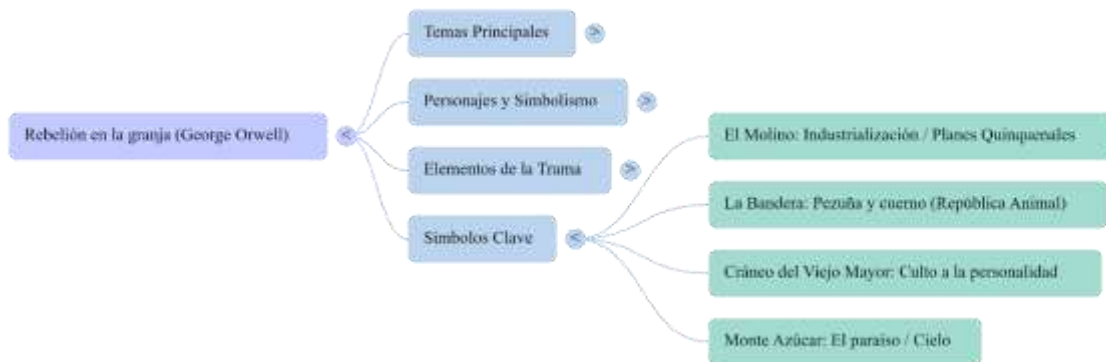 Temas Principales
Personajes y Simbolismo
Rebelión en la granja (George Orwell)
Elementos de la Trama
Símbolos Clave
El Molino: Industrialización / Planes Quinquenales
La Bandera: Pezuña y cuerno (República Animal)
Cráneo del Viejo Mayor: Culto a la personalidad
Monte Azúcar: El paraíso / Cielo